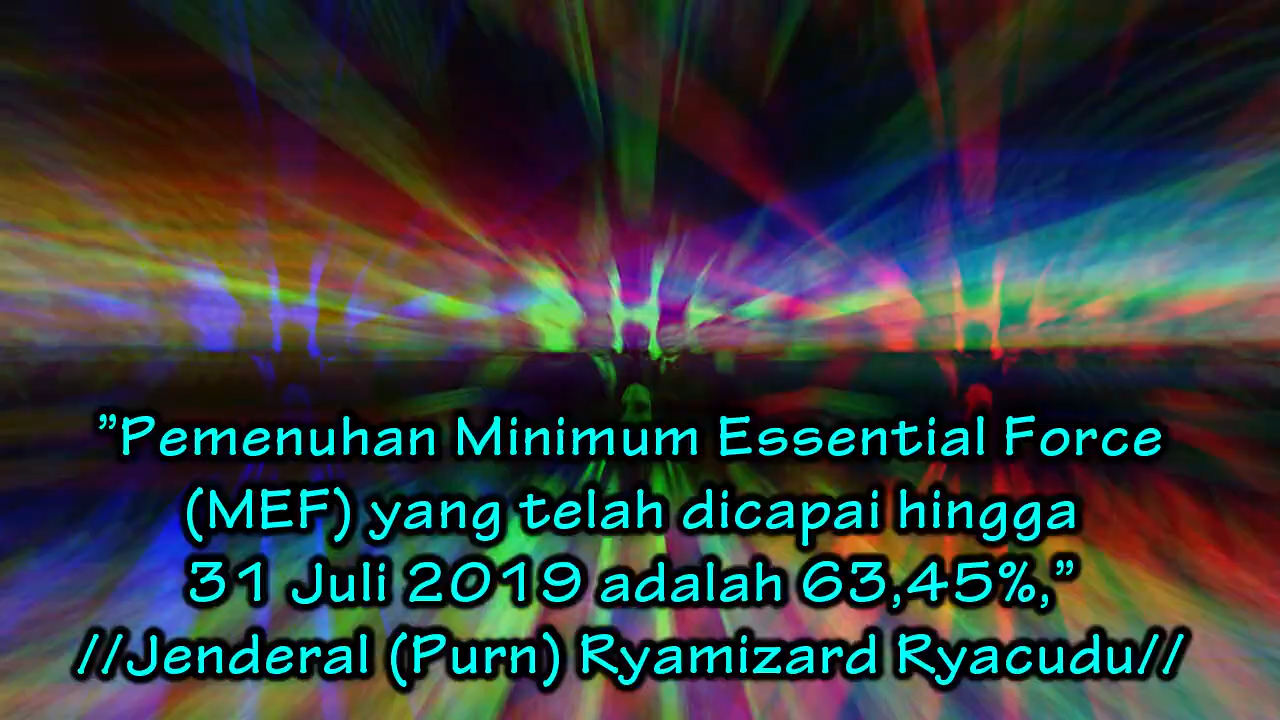 ”Pemenuhan Minimum Essential Force
(MEF) yang telah dicapai hingga
31 Juli 2019 adalah 63,45%,”
//Jenderal (Purn) Ryamizard Ryacudu//